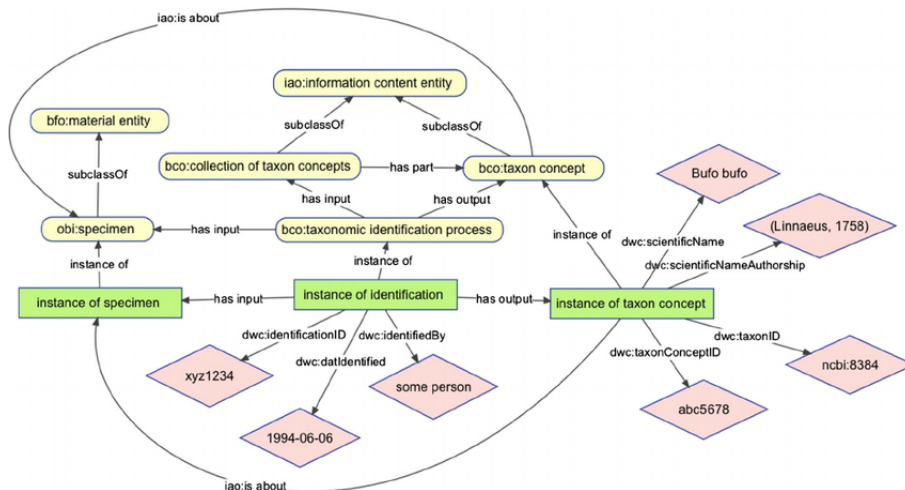 iao:is about
iao:information content entity
bfo:material entity
subclassOf
subclassOf
bco:collection of taxon concepts
has part
bco:taxon concept
Bufo bufo
subclassOf
has input
has output
(Linnaeus, 1758)
obi:specimen
has input
bco:taxonomic identification process
instance of
dwc:scientificName
instance of
instance of
dwc:scientificNameAuthorship
instance of specimen
has input
instance of identification
has output
instance of taxon concept
dwc:identificationID
dwc:identifiedBy
dwc:taxonID
dwc:datIdentified
dwc:taxonConceptID
xyz1234
some person
ncbi:8384
abc5678
1994-06-06
iao:is about